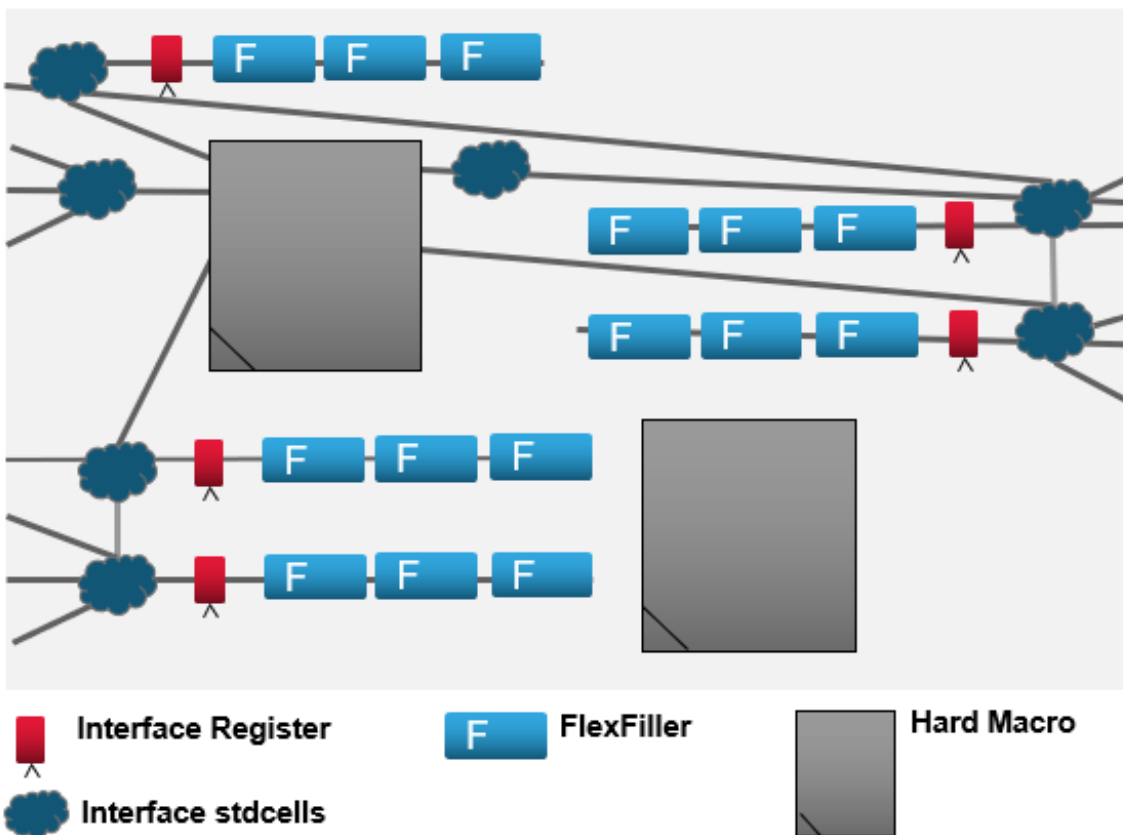 F F F
F F F
F F F
F F F
F F F
Interface Register
F FlexFiller
Hard Macro
Interface stdcells